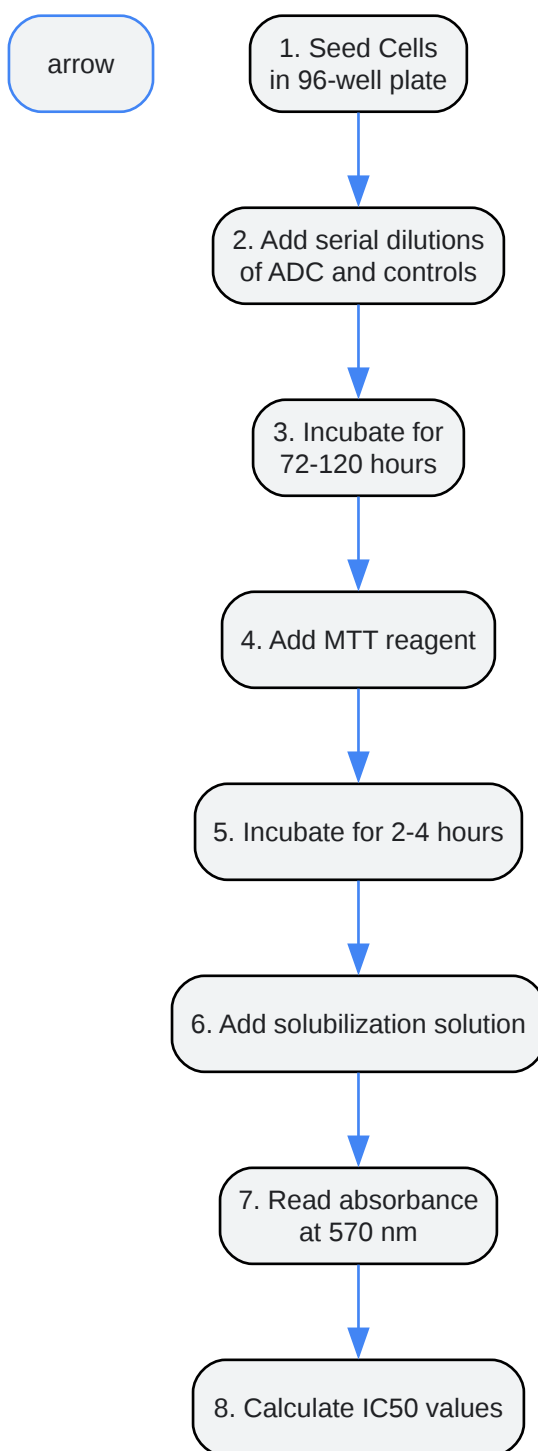 arrow
1. Seed Cells
in 96-well plate
2. Add serial dilutions
of ADC and controls
3. Incubate for
72-120 hours
4. Add MTT reagent
5. Incubate for 2-4 hours
6. Add solubilization solution
7. Read absorbance
at 570 nm
8. Calculate IC50 values